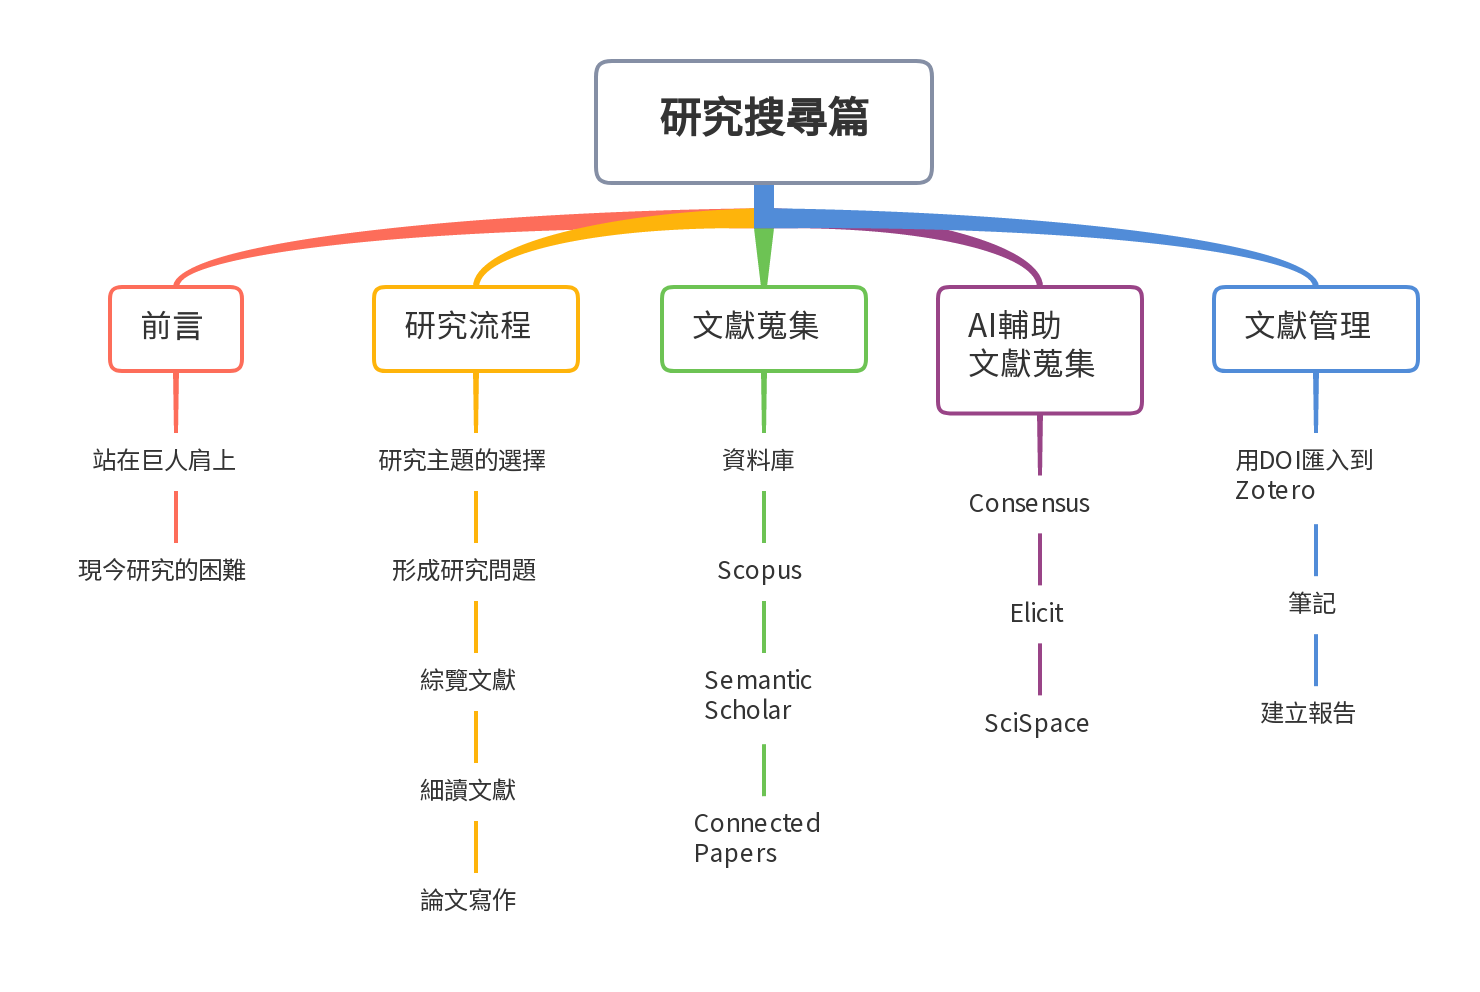 研究搜尋篇
前言
站在巨人肩上
現今研究的困難
研究流程
研究主題的選擇
形成研究問題
綜覽文獻
細讀文獻
論文寫作
文獻蒐集
資料庫
Scopus
Semantic
Scholar
Connected
Papers
AI輔助
文獻蒐集
Consensus
Elicit
SciSpace
文獻管理
用DOI匯入到
Zotero
筆記
建立報告